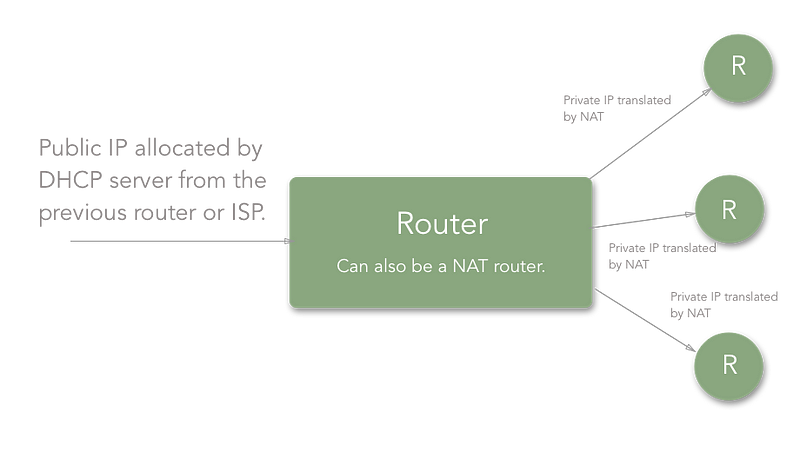 Public IP allocated by
DHCP server from the
previous router or ISP.
Router
Can also be a NAT router.
Private IP translated
by NAT
R
Private IP translated
by NAT
R
Private IP translated
by NAT
R